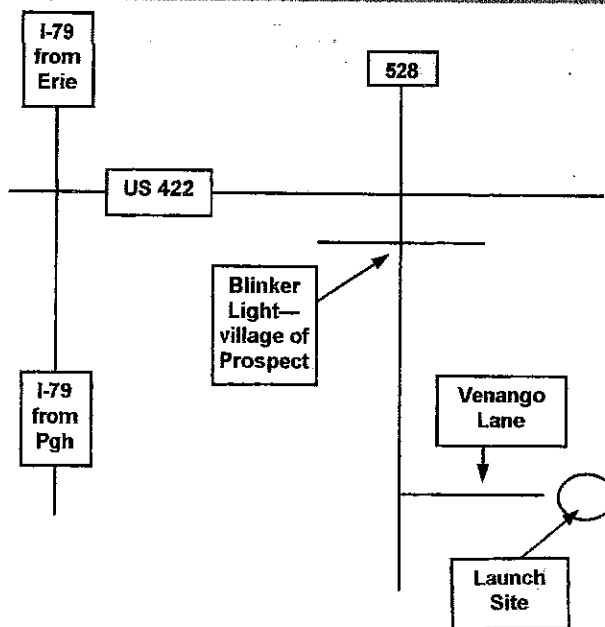 I-79
from
Erie
528
US 422
Blinker
Light—
village of
Prospect
I-79
from
Pgh
Venango
Lane
Launch
Site